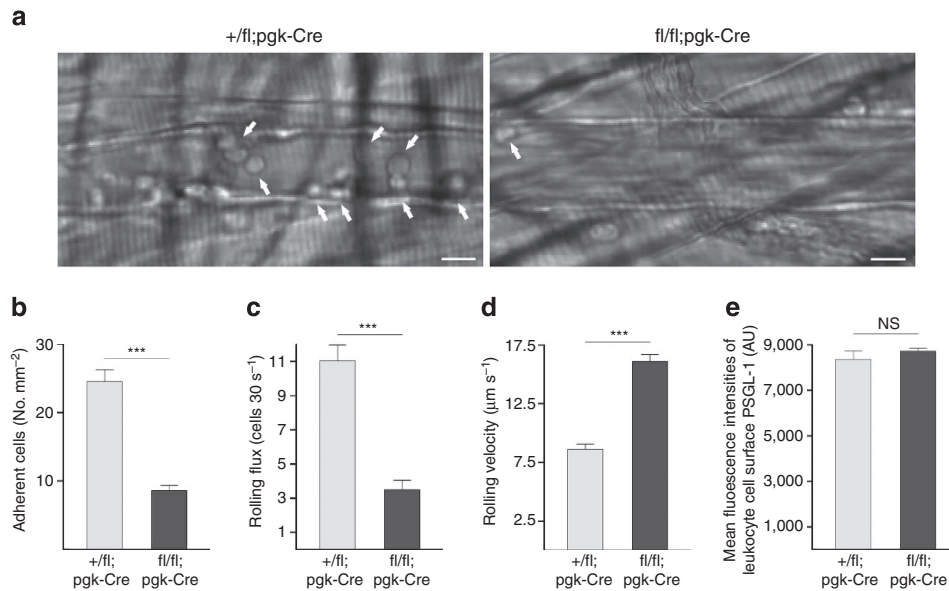 a
+/fl;pgk-Cre
fl/fl;pgk-Cre
b
Adherent cells (No. mm–2)
30
20
10
***
+/fl;
pgk-Cre
fl/fl;
pgk-Cre
c
Rolling flux (cells 30 s–1)
11
9
7
5
3
1
***
+/fl;
pgk-Cre
fl/fl;
pgk-Cre
d
Rolling velocity (μm s–1)
17.5
12.5
7.5
2.5
***
+/fl;
pgk-Cre
fl/fl;
pgk-Cre
e
Mean fluoescence intensities of
leukocyte cell surface PSGL-1 (AU)
9,000
7,000
5,000
3,000
1,000
NS
+/fl;
pgk-Cre
fl/fl;
pgk-Cre